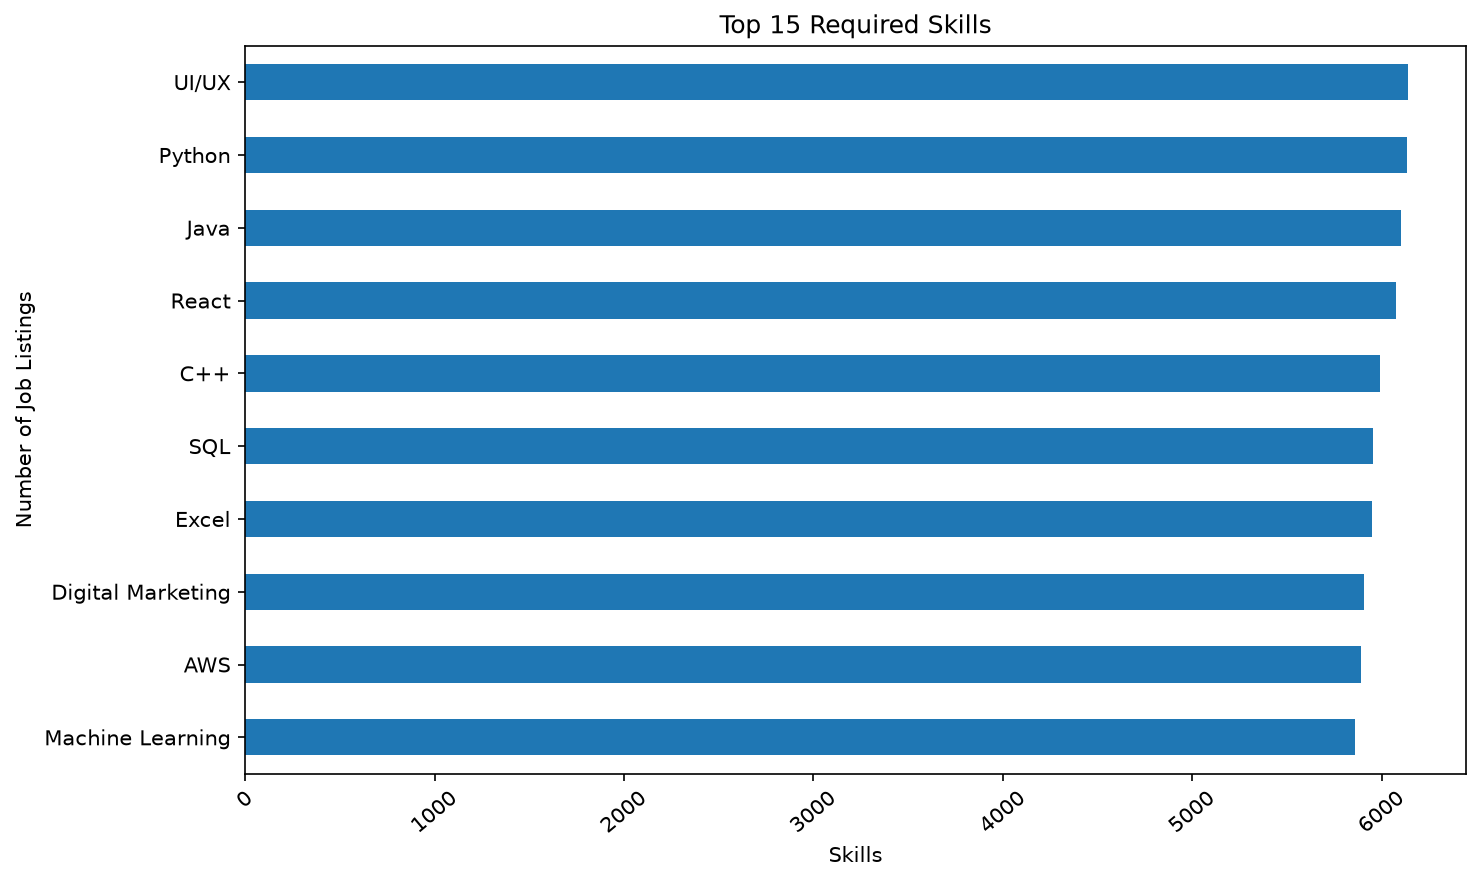 Top 15 Required Skills
UI/UX
Python
Java
React
C++
SQL
Excel
Digital Marketing
AWS
Machine Learning
Number of Job Listings
0
1000
2000
3000
4000
5000
6000
Skills